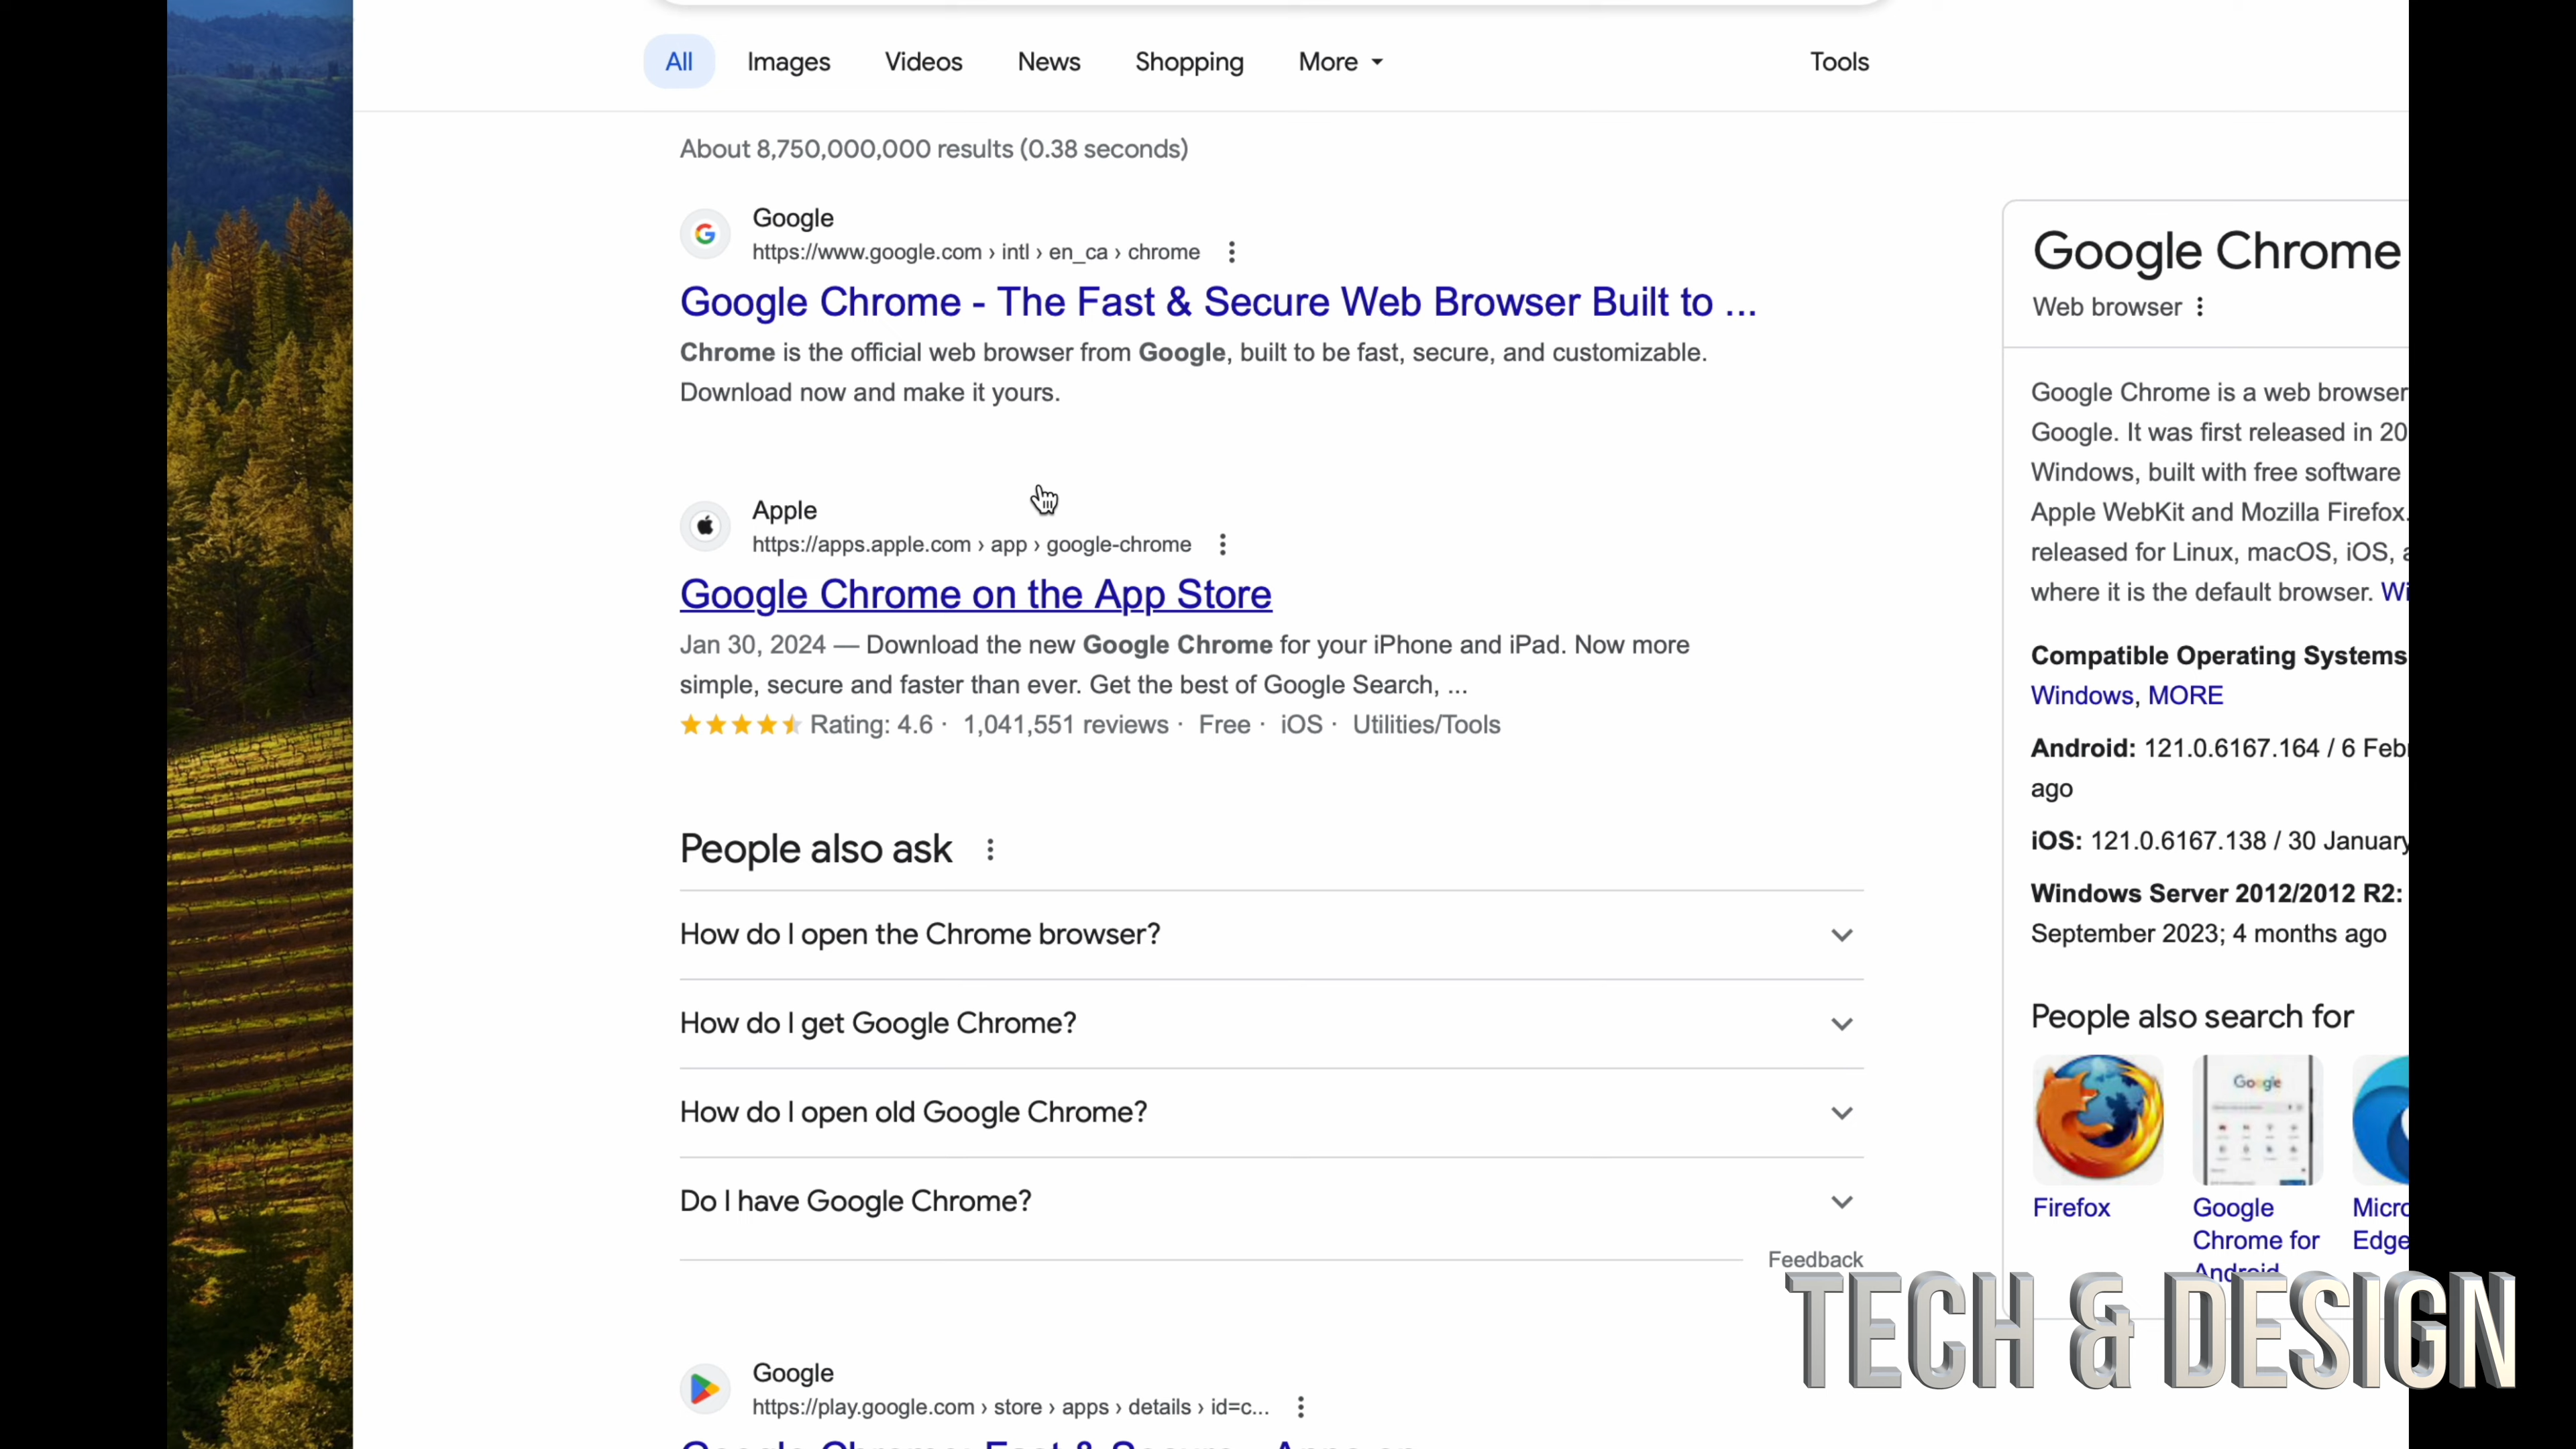 All Images Videos News Shopping More Tools
About 8,750,000,000 results (0.38 seconds)
Google
https://www.google.com › intl › en_ca › chrome
Google Chrome - The Fast & Secure Web Browser Built to ...
Chrome is the official web browser from Google, built to be fast, secure, and customizable.
Download now and make it yours.
Apple
https://apps.apple.com › app › google-chrome
Google Chrome on the App Store
Jan 30, 2024 — Download the new Google Chrome for your iPhone and iPad. Now more
simple, secure and faster than ever. Get the best of Google Search, ...
Rating: 4.6 · 1,041,551 reviews · Free · iOS · Utilities/Tools
People also ask
How do I open the Chrome browser?
How do I get Google Chrome?
How do I open old Google Chrome?
Do I have Google Chrome?
Feedback
Google
https://play.google.com › store › apps › details › id=c...
Google Chrome
Web browser
Google Chrome is a web browser
Google. It was first released in 20
Windows, built with free software
Apple WebKit and Mozilla Firefox.
released for Linux, macOS, iOS,
where it is the default browser. Wi
Compatible Operating Systems
Windows, MORE
Android: 121.0.6167.164 / 6 Feb
ago
iOS: 121.0.6167.138 / 30 January
Windows Server 2012/2012 R2:
September 2023; 4 months ago
People also search for
Google
Firefox
Google
Chrome for
Android
Micro
Edge
TECH & DESIGN